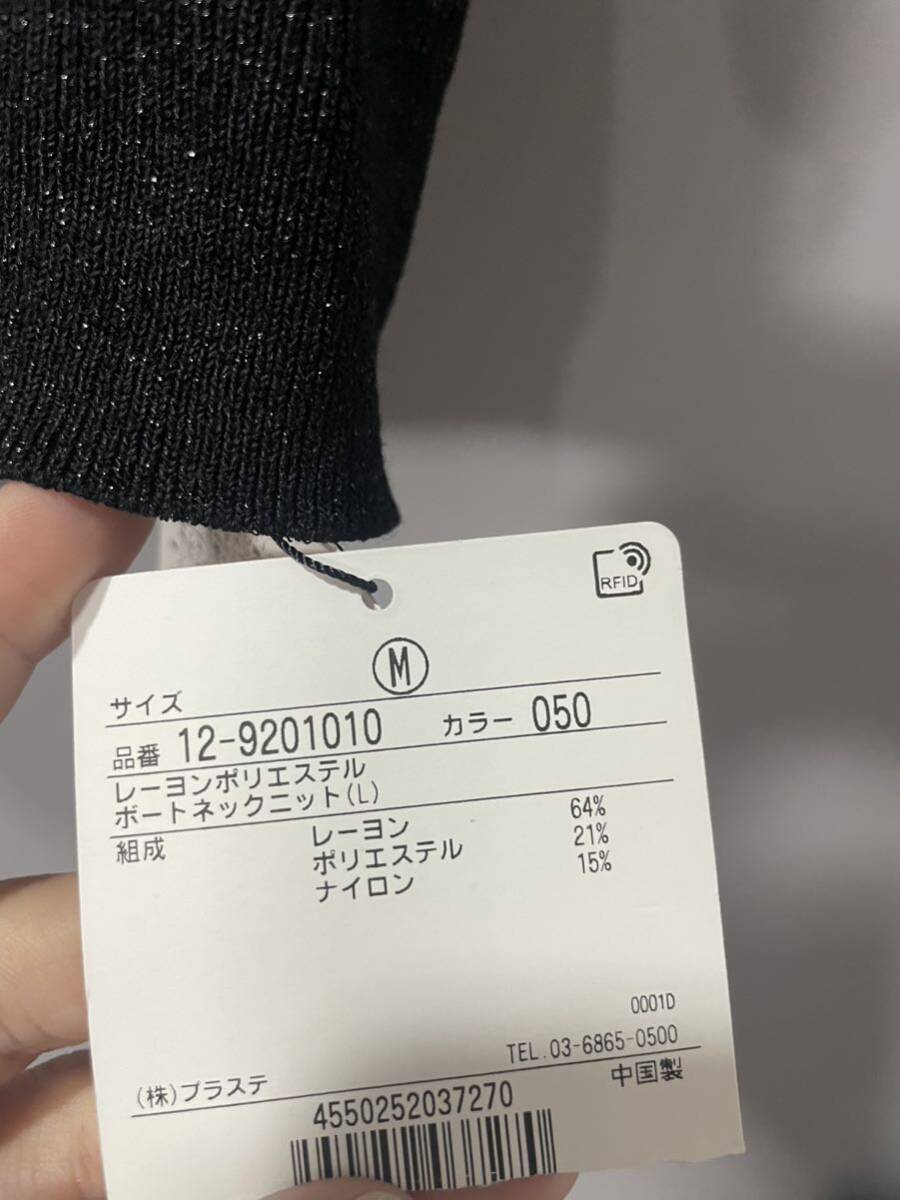 RFID
サイズ M
品番 12-9201010 カラー 050
レーヨンポリエステル
ボートネックニット(L)
組成 レーヨン 64%
ポリエステル 21%
ナイロン 15%
0001D
TEL.03-6865-0500
(株)プラステ 中国製
4550252037270